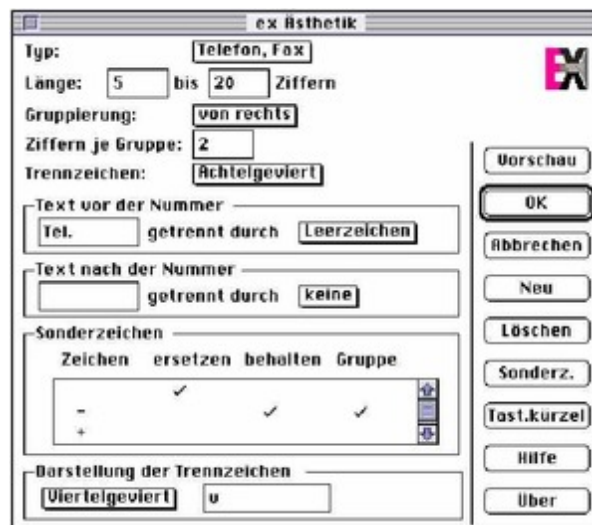 ex Ästhetik
Typ: Telefon, Fax
Länge: 5 bis 20 Ziffern
Gruppierung: von rechts
Ziffern je Gruppe: 2
Trennzeichen: Achtelgeviert
Text vor der Nummer
Tel. getrennt durch Leerzeichen
Text nach der Nummer
getrennt durch keine
Sonderzeichen
Zeichen ersetzen behalten Gruppe
✓
- ✓ ✓
+
Darstellung der Trennzeichen
Viertelgeviert v
EX
Vorschau
OK
Abbrechen
Neu
Löschen
Sonderz.
Tast.kürzel
Hilfe
Über